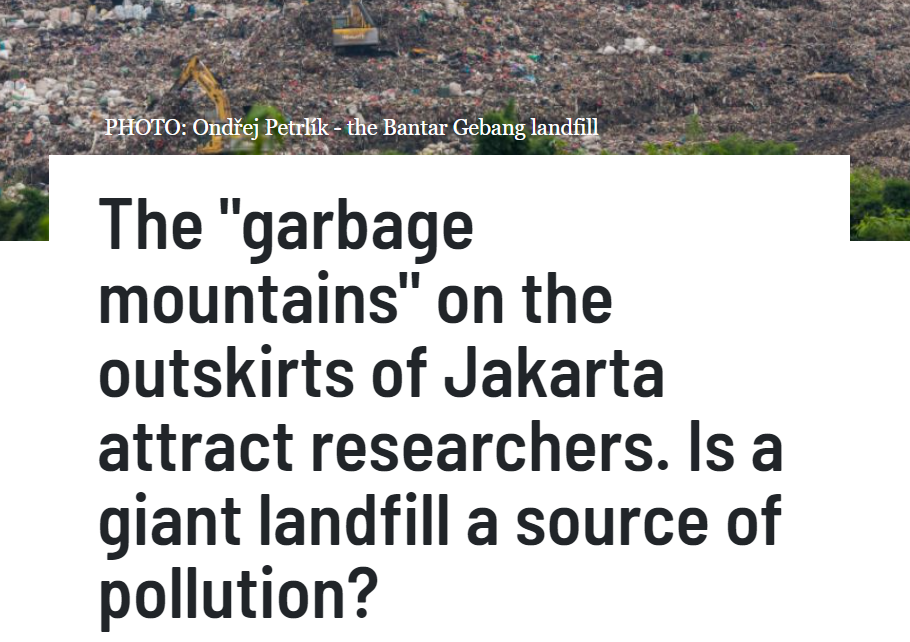 PHOTO: Ondřej Petrlík - the Bantar Gebang landfill
The "garbage
mountains" on the
outskirts of Jakarta
attract researchers. Is a
giant landfill a source of
pollution?